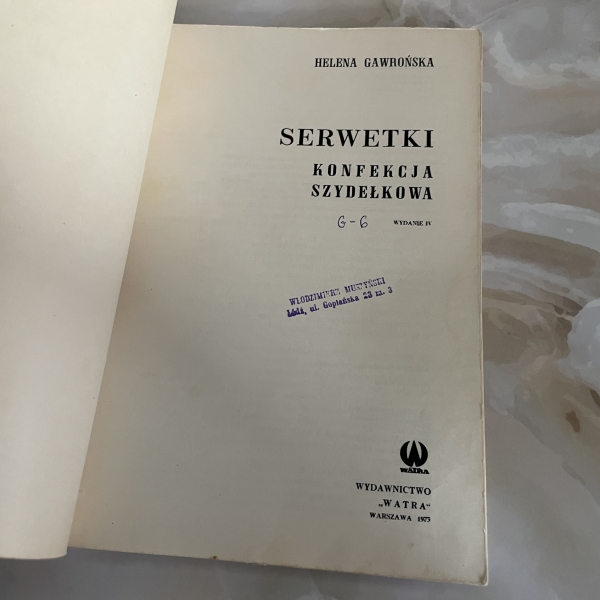 HELENA GAWROŃSKA
SERWETKI
KONFEKCJA
SZYDEŁKOWA
G-6
WYDANIE IV
WŁODZIMIERZ MUSZYŃSKI
Łódź, ul. Goplańska 23 m. 3
WATRA
WYDAWNICTWO
„WATRA"
WARSZAWA 1973